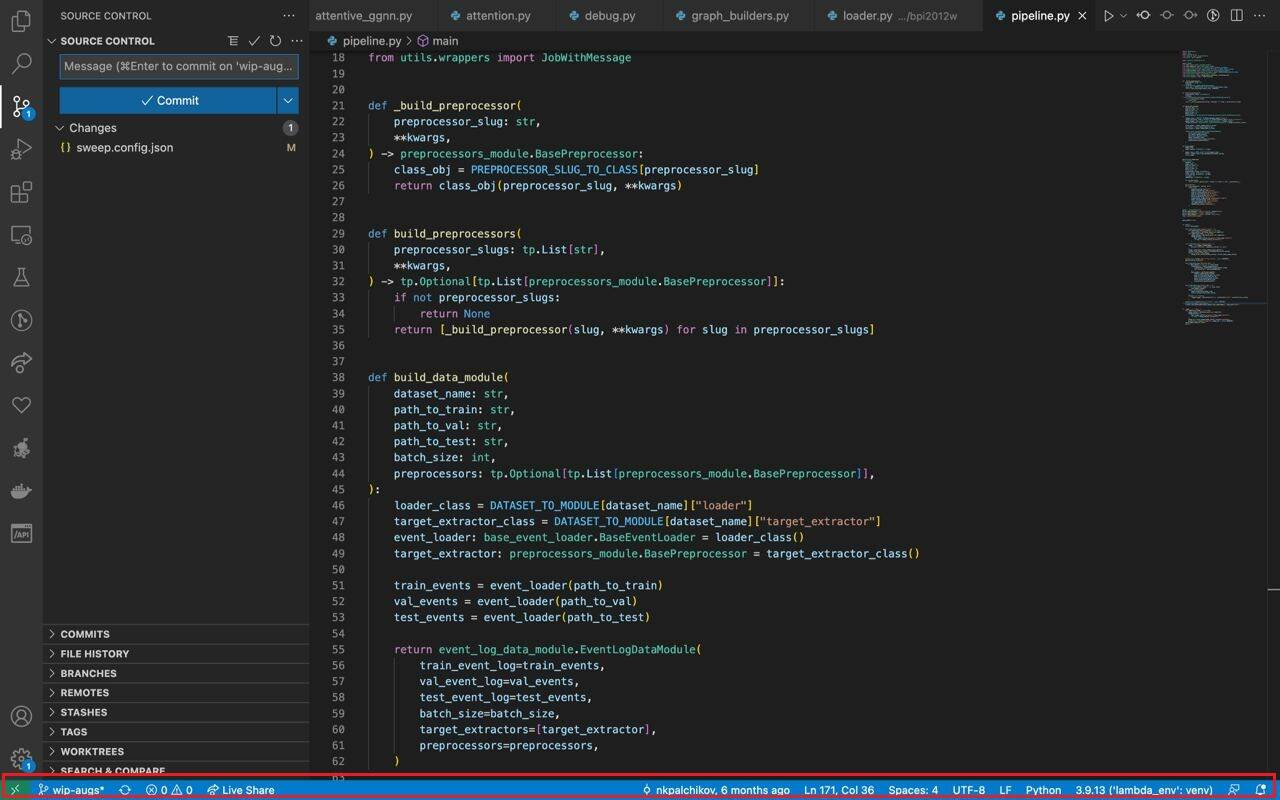 SOURCE CONTROL
SOURCE CONTROL
Message (⌘Enter to commit on 'wip-aug...
Commit
Changes 1
{} sweep.config.json M
COMMITS
FILE HISTORY
BRANCHES
REMOTES
STASHES
TAGS
WORKTREES
SEARCH & COMPARE
1
/API
1
attentive_ggnn.py attention.py debug.py graph_builders.py loader.py .../bpi2012w pipeline.py
pipeline.py > main
18 from utils.wrappers import JobWithMessage
19
20
21 def _build_preprocessor(
22 preprocessor_slug: str,
23 **kwargs,
24 ) -> preprocessors_module.BasePreprocessor:
25 class_obj = PREPROCESSOR_SLUG_TO_CLASS[preprocessor_slug]
26 return class_obj(preprocessor_slug, **kwargs)
27
28
29 def build_preprocessors(
30 preprocessor_slugs: tp.List[str],
31 **kwargs,
32 ) -> tp.Optional[tp.List[preprocessors_module.BasePreprocessor]]:
33 if not preprocessor_slugs:
34 return None
35 return [_build_preprocessor(slug, **kwargs) for slug in preprocessor_slugs]
36
37
38 def build_data_module(
39 dataset_name: str,
40 path_to_train: str,
41 path_to_val: str,
42 path_to_test: str,
43 batch_size: int,
44 preprocessors: tp.Optional[tp.List[preprocessors_module.BasePreprocessor]],
45 ):
46 loader_class = DATASET_TO_MODULE[dataset_name]["loader"]
47 target_extractor_class = DATASET_TO_MODULE[dataset_name]["target_extractor"]
48 event_loader: base_event_loader.BaseEventLoader = loader_class()
49 target_extractor: preprocessors_module.BasePreprocessor = target_extractor_class()
50
51 train_events = event_loader(path_to_train)
52 val_events = event_loader(path_to_val)
53 test_events = event_loader(path_to_test)
54
55 return event_log_data_module.EventLogDataModule(
56 train_event_log=train_events,
57 val_event_log=val_events,
58 test_event_log=test_events,
59 batch_size=batch_size,
60 target_extractors=[target_extractor],
61 preprocessors=preprocessors,
62 )
63
wip-augs* 0 0 Live Share nkpalchikov, 6 months ago Ln 171, Col 36 Spaces: 4 UTF-8 LF Python 3.9.13 ('lambda_env': venv)